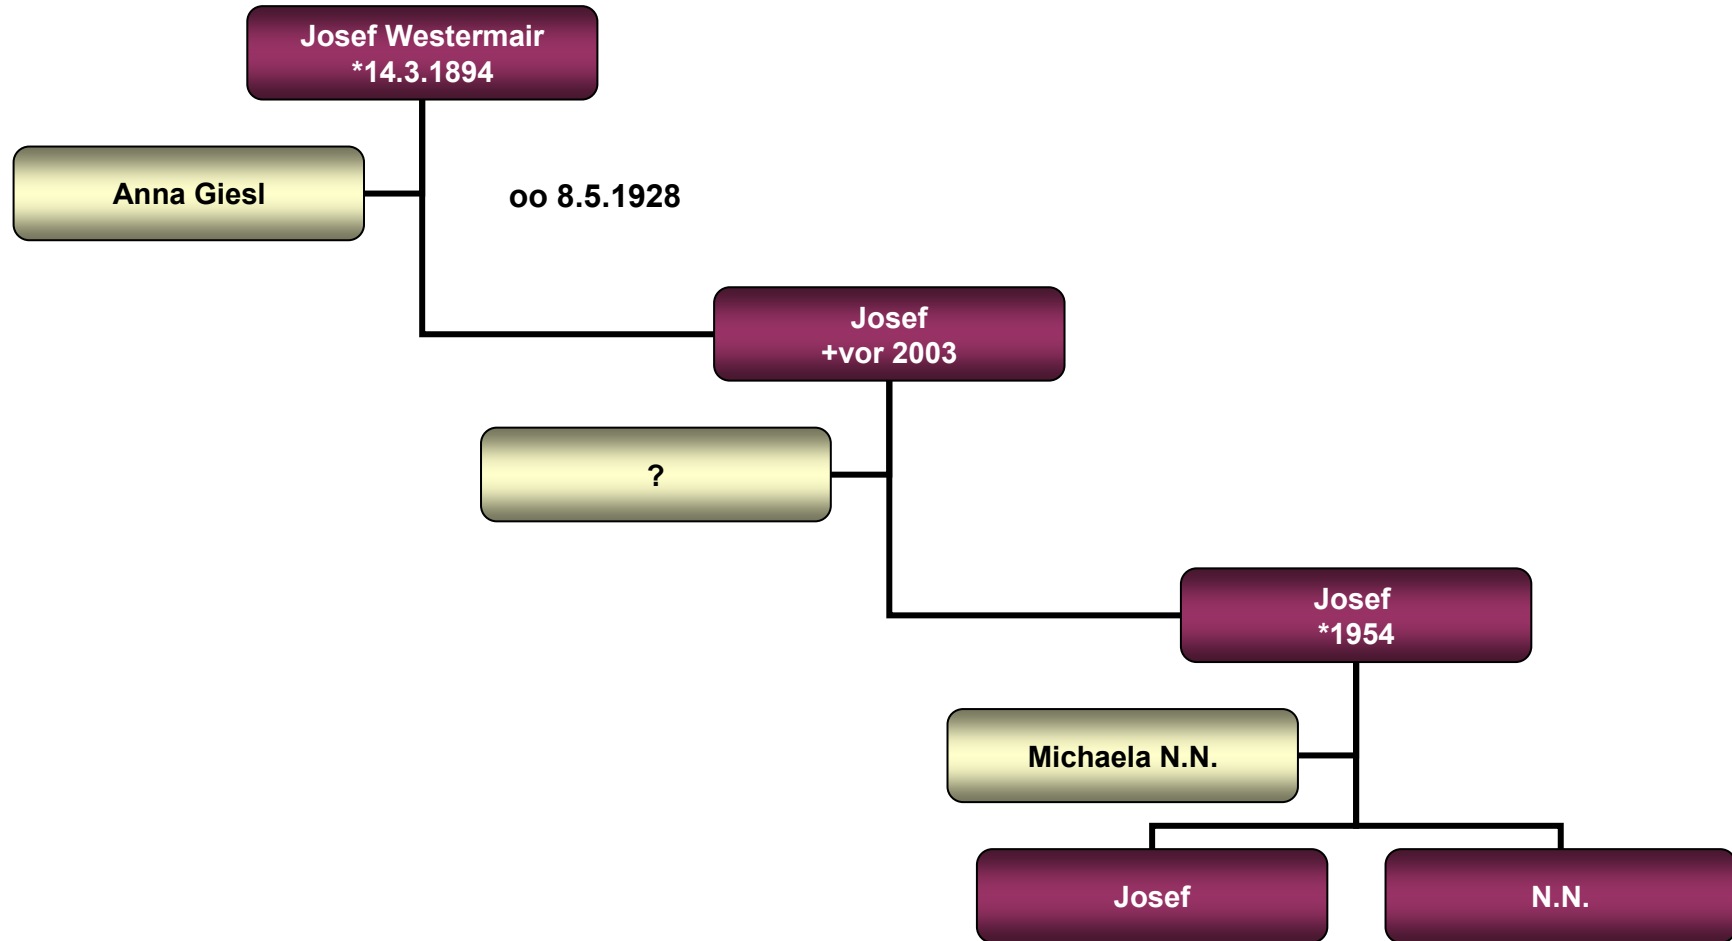 Josef Westermair
*14.3.1894
Anna Giesl
oo 8.5.1928
Josef
+vor 2003
?
Josef
*1954
Michaela N.N.
Josef
N.N.